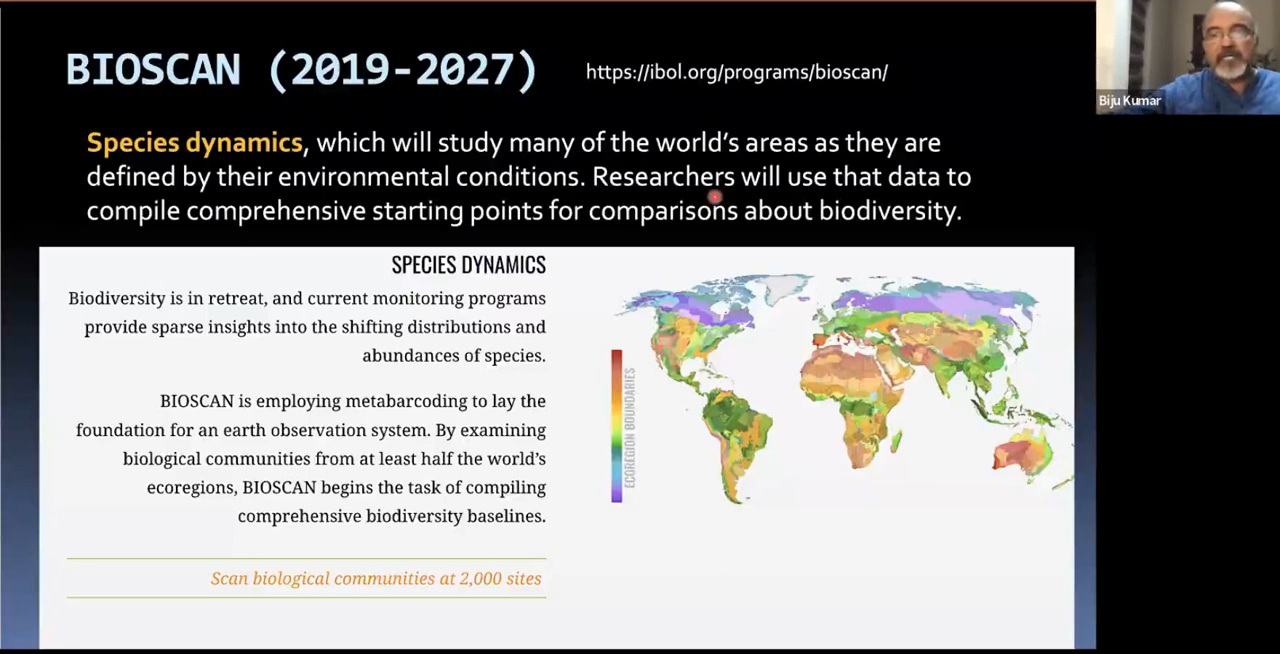 BIOSCAN (2019-2027)
https://ibol.org/programs/bioscan/
Biju Kumar
Species dynamics, which will study many of the world's areas as they are
defined by their environmental conditions. Researchers will use that data to
compile comprehensive starting points for comparisons about biodiversity.
SPECIES DYNAMICS
Biodiversity is in retreat, and current monitoring programs
provide sparse insights into the shifting distributions and
abundances of species.
BIOSCAN is employing metabarcoding to lay the
foundation for an earth observation system. By examining
biological communities from at least half the world's
ecoregions, BIOSCAN begins the task of compiling
comprehensive biodiversity baselines.
Scan biological communities at 2,000 sites
ECOREGION BOUNDARIES